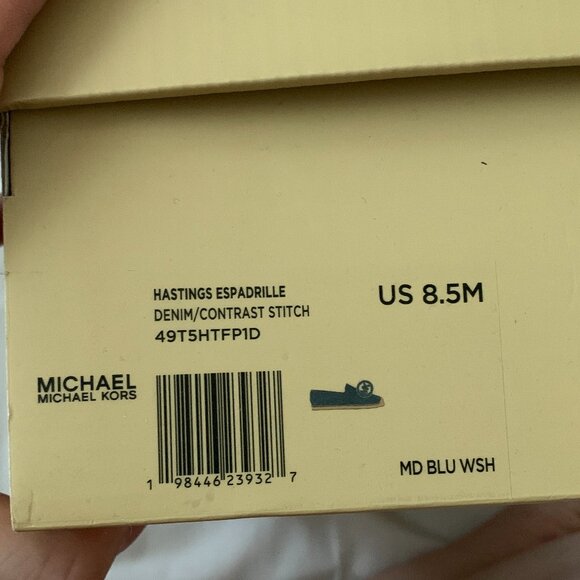 HASTINGS ESPADRILLE
DENIM/CONTRAST STITCH
49T5HTFP1D
US 8.5M
MICHAEL
MICHAEL KORS
1 98446 23932 7
MD BLU WSH